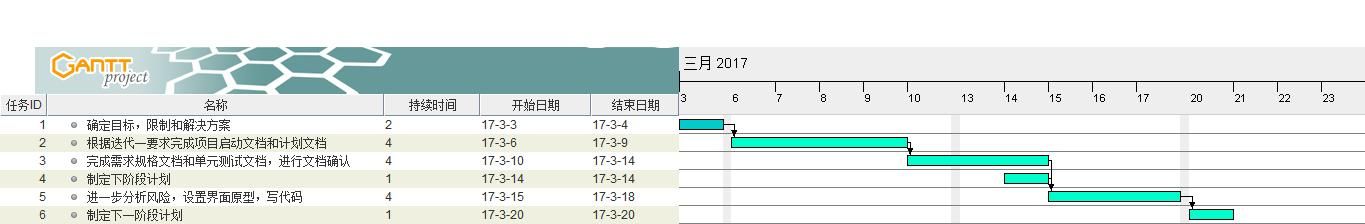 GANTT project
三月 2017
3 6 7 8 9 10 13 14 15 16 17 20 21 22 23
任务ID 名称 持续时间 开始日期 结束日期
1 确定目标，限制和解决方案 2 17-3-3 17-3-4
2 根据迭代一要求完成项目启动文档和计划文档 4 17-3-6 17-3-9
3 完成需求规格文档和单元测试文档，进行文档确认 4 17-3-10 17-3-14
4 制定下阶段计划 1 17-3-14 17-3-14
5 进一步分析风险，设置界面原型，写代码 4 17-3-15 17-3-18
6 制定下一阶段计划 1 17-3-20 17-3-20